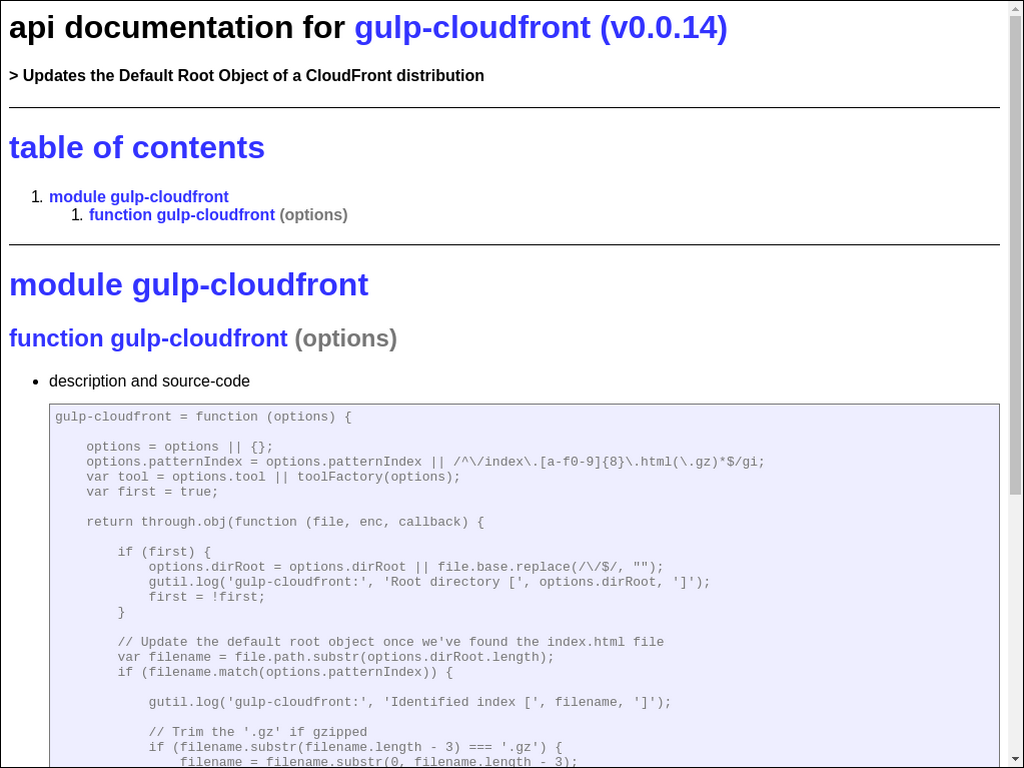 api documentation for gulp-cloudfront (v0.0.14)
> Updates the Default Root Object of a CloudFront distribution
table of contents
1. module gulp-cloudfront
1. function gulp-cloudfront (options)
module gulp-cloudfront
function gulp-cloudfront (options)
• description and source-code
gulp-cloudfront = function (options) {
    options = options || {};
    options.patternIndex = options.patternIndex || /^\/index\.[a-f0-9]{8}\.html(\.gz)*$/gi;
    var tool = options.tool || toolFactory(options);
    var first = true;
    return through.obj(function (file, enc, callback) {
        if (first) {
            options.dirRoot = options.dirRoot || file.base.replace(/\/$/, "");
            gutil.log('gulp-cloudfront:', 'Root directory [', options.dirRoot, ']');
            first = !first;
        }
        // Update the default root object once we've found the index.html file
        var filename = file.path.substr(options.dirRoot.length);
        if (filename.match(options.patternIndex)) {
            gutil.log('gulp-cloudfront:', 'Identified index [', filename, ']');
            // Trim the '.gz' if gzipped
            if (filename.substr(filename.length - 3) === '.gz') {
                filename = filename.substr(0, filename.length - 3);